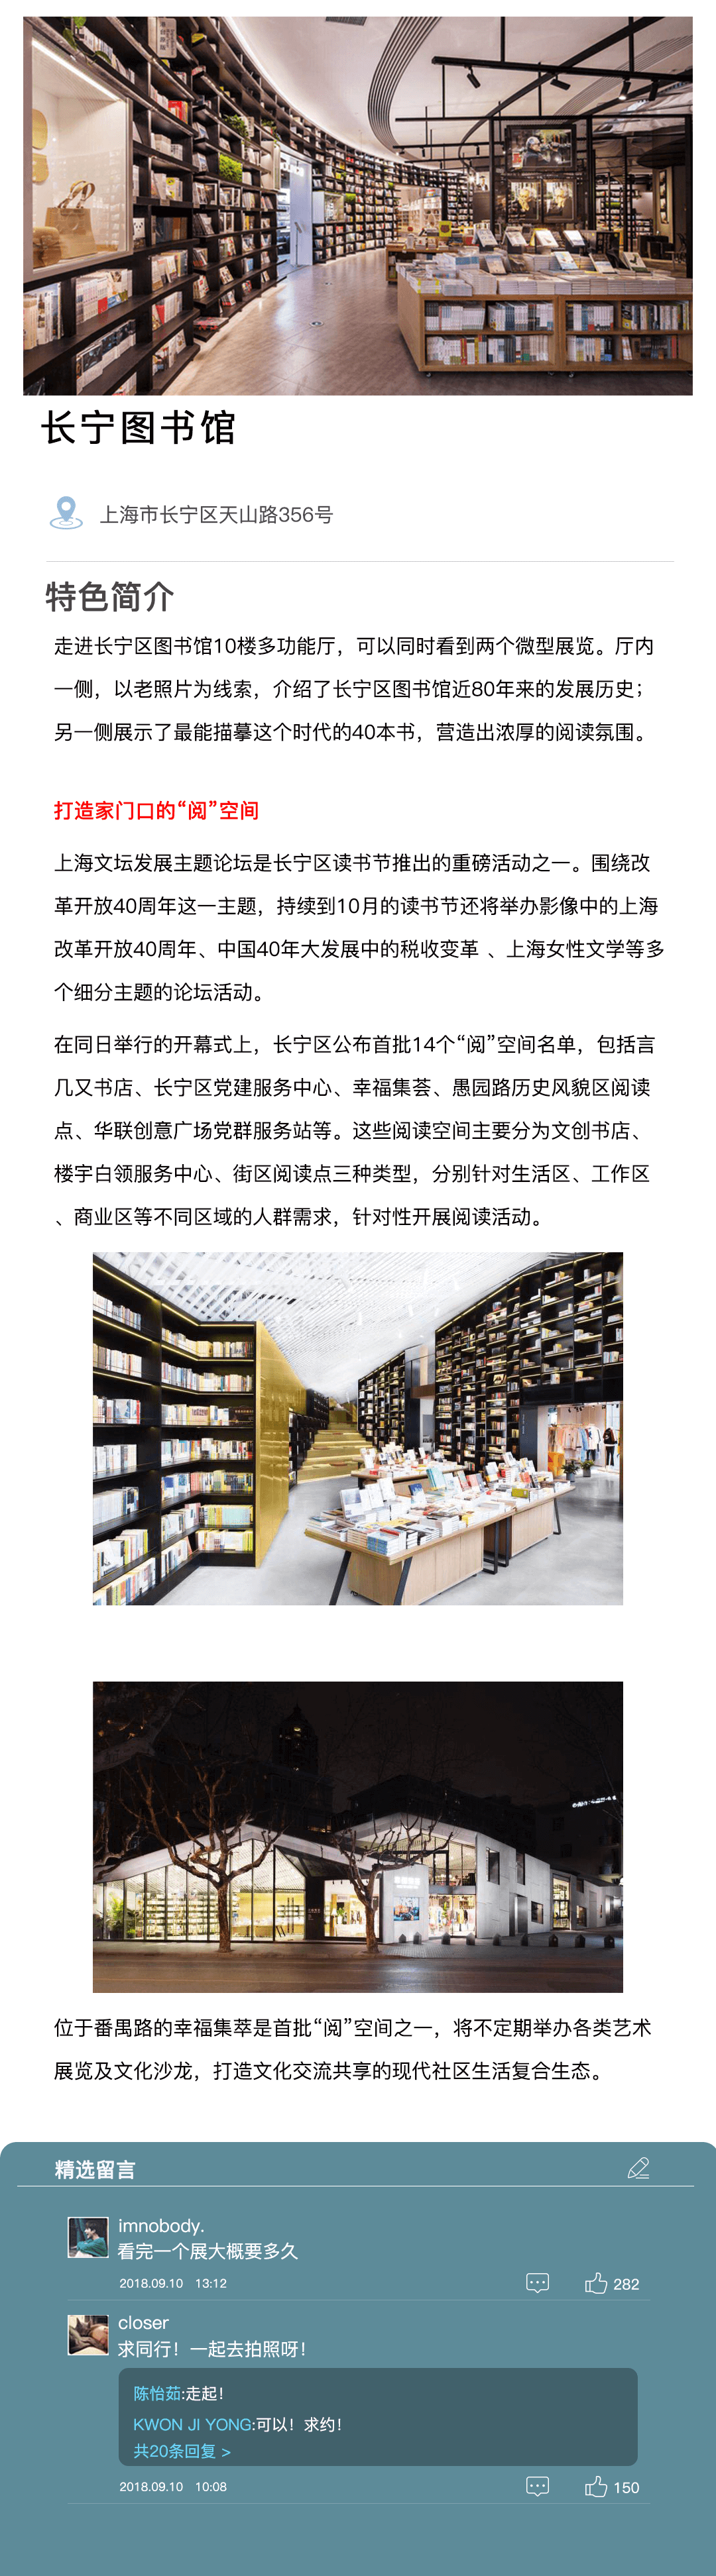 长宁图书馆
上海市长宁区天山路356号
特色简介
走进长宁区图书馆10楼多功能厅，可以同时看到两个微型展览。厅内
一侧，以老照片为线索，介绍了长宁区图书馆近80年来的发展历史；
另一侧展示了最能描摹这个时代的40本书，营造出浓厚的阅读氛围。
打造家门口的“阅”空间
上海文坛发展主题论坛是长宁区读书节推出的重磅活动之一。围绕改
革开放40周年这一主题，持续到10月的读书节还将举办影像中的上海
改革开放40周年、中国40年大发展中的税收变革 、上海女性文学等多
个细分主题的论坛活动。
在同日举行的开幕式上，长宁区公布首批14个“阅”空间名单，包括言
几又书店、长宁区党建服务中心、幸福集荟、愚园路历史风貌区阅读
点、华联创意广场党群服务站等。这些阅读空间主要分为文创书店、
楼宇白领服务中心、街区阅读点三种类型，分别针对生活区、工作区
、商业区等不同区域的人群需求，针对性开展阅读活动。
位于番禺路的幸福集萃是首批“阅”空间之一，将不定期举办各类艺术
展览及文化沙龙，打造文化交流共享的现代社区生活复合生态。
精选留言
imnobody.
看完一个展大概要多久
2018.09.10 13:12
282
closer
求同行！一起去拍照呀！
陈怡茹:走起！
KWON JI YONG:可以！求约！
共20条回复 >
2018.09.10 10:08
150